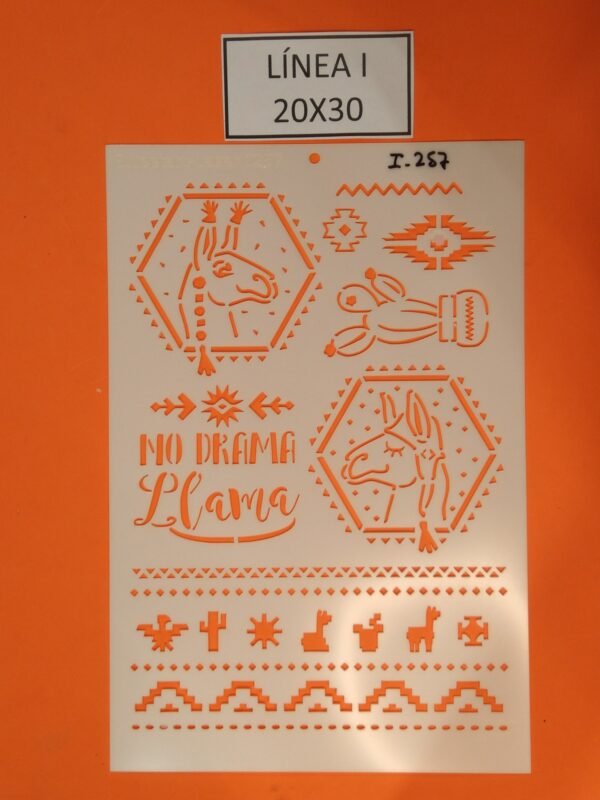 LÍNEA I
20X30
I-257
NO DRAMA
Llama